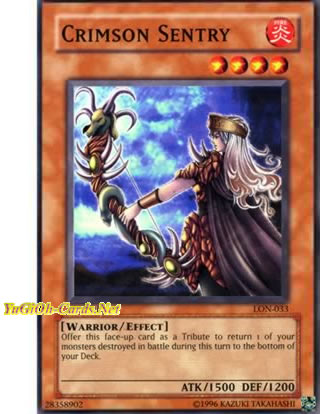 CRIMSON SENTRY
炎
YuGiOh-Cards.Net
LON-033
[WARRIOR/EFFECT]
Offer this face-up card as a Tribute to return 1 of your
monsters destroyed in battle during this turn to the bottom of
your Deck.
ATK/1500 DEF/1200
28358902
©1996 KAZUKI TAKAHASHI